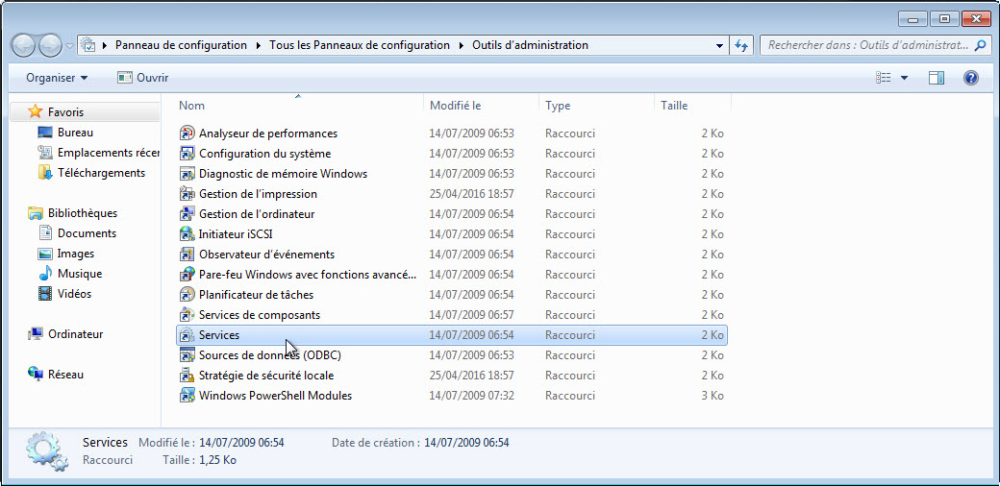 Panneau de configuration Tous les Panneaux de configuration Outils d'administration Rechercher dans : Outils d'administrat...
Organiser Ouvrir
Nom Modifié le Type Taille
Favoris
Bureau
Emplacements récer
Téléchargements
Bibliothèques
Documents
Images
Musique
Vidéos
Ordinateur
Réseau
Analyseur de performances 14/07/2009 06:53 Raccourci 2 Ko
Configuration du système 14/07/2009 06:53 Raccourci 2 Ko
Diagnostic de mémoire Windows 14/07/2009 06:53 Raccourci 2 Ko
Gestion de l'impression 25/04/2016 18:57 Raccourci 2 Ko
Gestion de l'ordinateur 14/07/2009 06:54 Raccourci 2 Ko
Initiateur iSCSI 14/07/2009 06:54 Raccourci 2 Ko
Observateur d'événements 14/07/2009 06:54 Raccourci 2 Ko
Pare-feu Windows avec fonctions avancé... 14/07/2009 06:54 Raccourci 2 Ko
Planificateur de tâches 14/07/2009 06:54 Raccourci 2 Ko
Services de composants 14/07/2009 06:57 Raccourci 2 Ko
Services 14/07/2009 06:54 Raccourci 2 Ko
Sources de données (ODBC) 14/07/2009 06:53 Raccourci 2 Ko
Stratégie de sécurité locale 25/04/2016 18:57 Raccourci 2 Ko
Windows PowerShell Modules 14/07/2009 07:32 Raccourci 3 Ko
Services Modifié le : 14/07/2009 06:54 Date de création : 14/07/2009 06:54
Raccourci Taille : 1,25 Ko